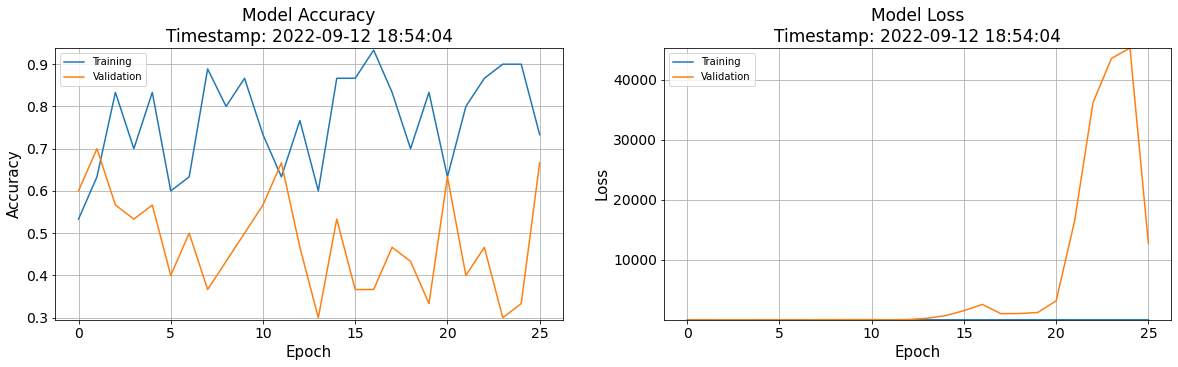 Model Accuracy
Timestamp: 2022-09-12 18:54:04
Training
Validation
0.9
0.8
0.7
0.6
0.5
0.4
0.3
Accuracy
0 5 10 15 20 25
Epoch
Model Loss
Timestamp: 2022-09-12 18:54:04
Training
Validation
40000
30000
20000
10000
Loss
0 5 10 15 20 25
Epoch